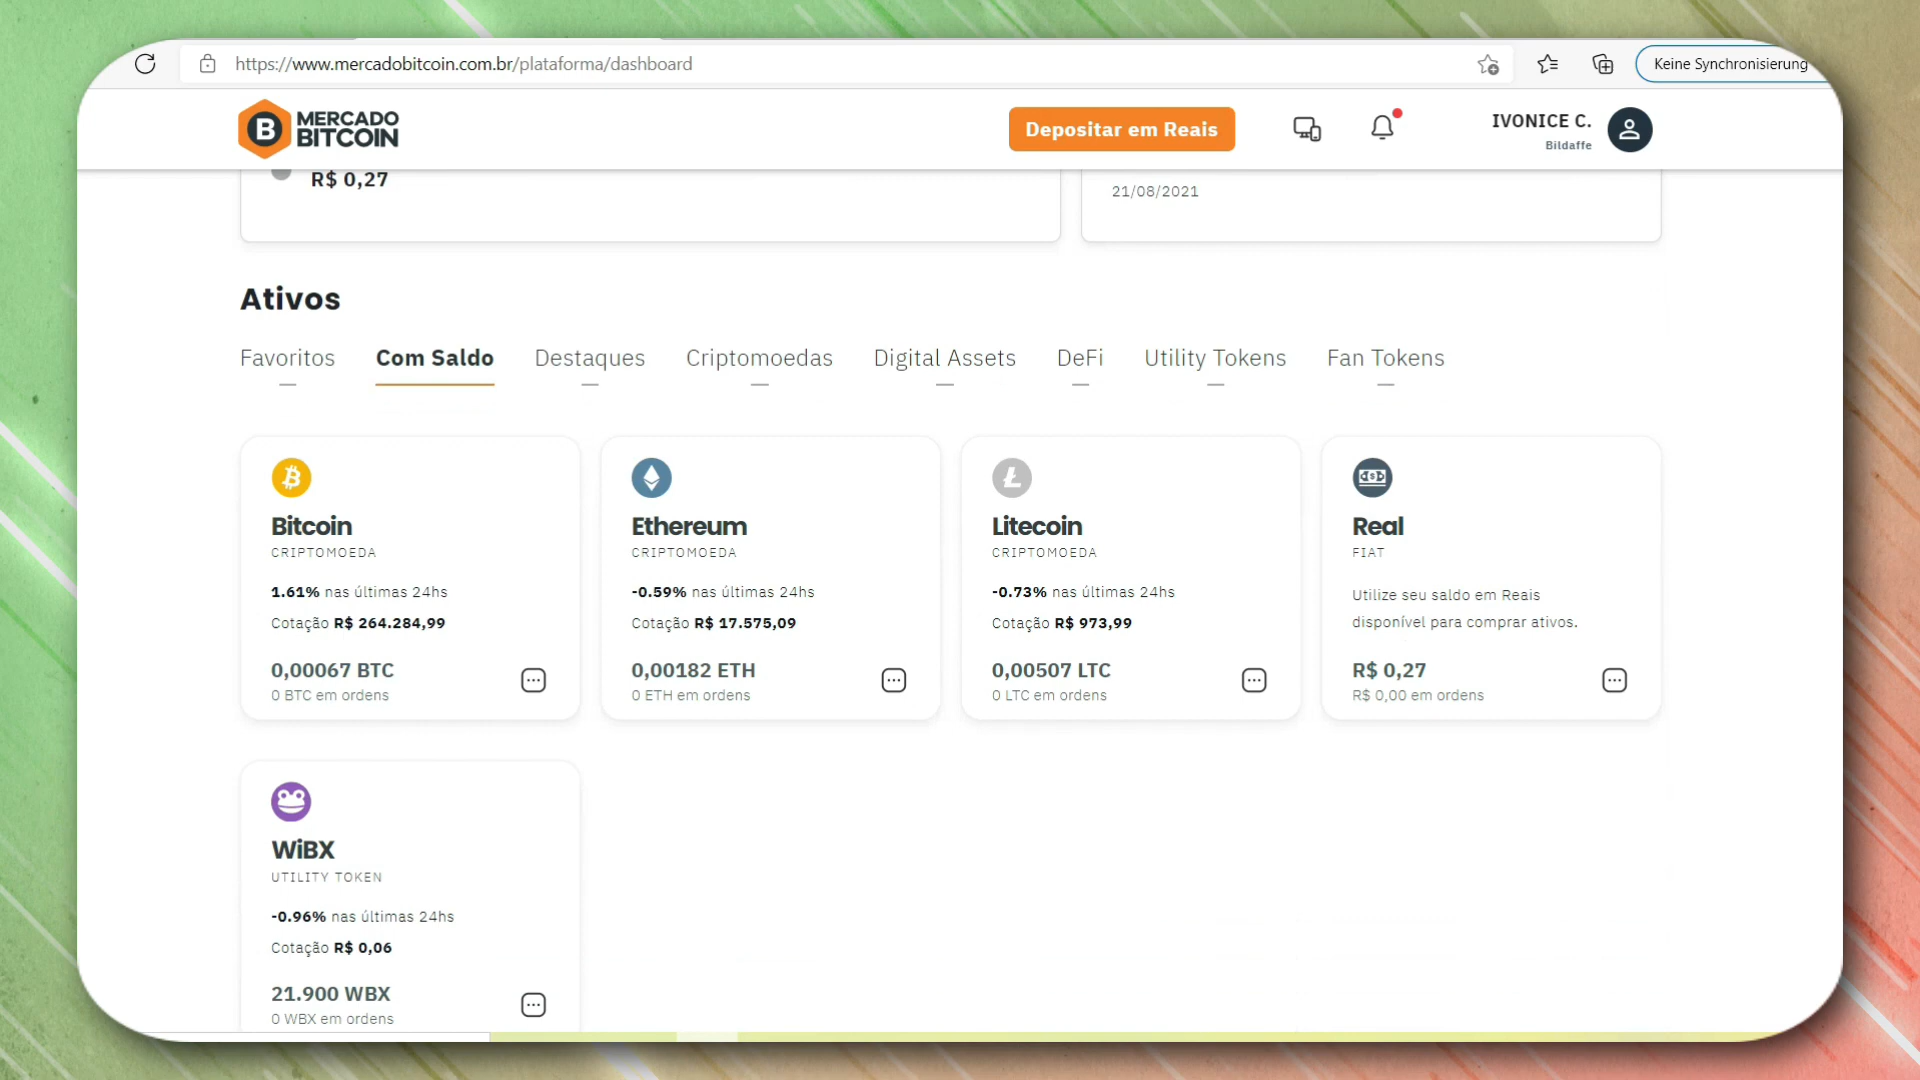 https://www.mercadobitcoin.com.br/plataforma/dashboard
Keine Synchronisierung
MERCADO
BITCOIN
Depositar em Reais
IVONICE C.
Bildaffe
R$ 0,27
21/08/2021
Ativos
Favoritos
Com Saldo
Destaques
Criptomoedas
Digital Assets
DeFi
Utility Tokens
Fan Tokens
Bitcoin
CRIPTOMOEDA
1.61% nas últimas 24hs
Cotação R$ 264.284,99
0,00067 BTC
0 BTC em ordens
Ethereum
CRIPTOMOEDA
-0.59% nas últimas 24hs
Cotação R$ 17.575,09
0,00182 ETH
0 ETH em ordens
Litecoin
CRIPTOMOEDA
-0.73% nas últimas 24hs
Cotação R$ 973,99
0,00507 LTC
0 LTC em ordens
Real
FIAT
Utilize seu saldo em Reais
disponível para comprar ativos.
R$ 0,27
R$ 0,00 em ordens
WiBX
UTILITY TOKEN
-0.96% nas últimas 24hs
Cotação R$ 0,06
21.900 WBX
0 WBX em ordens